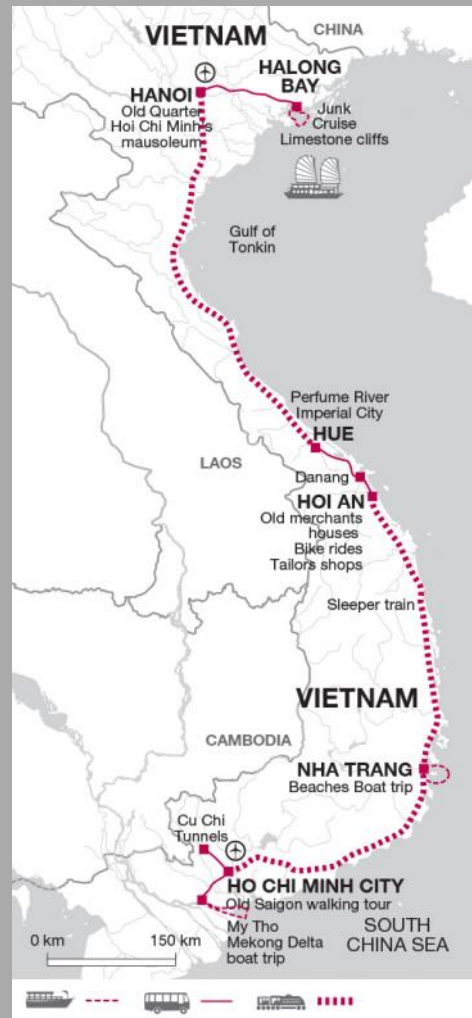 VIETNAM
CHINA
HANOI
Old Quarter
Hoi Chi Minh's
mausoleum
HALONG
BAY
Junk
Cruise
Limestone cliffs
Gulf of
Tonkin
Perfume River
Imperial City
HUE
LAOS
Danang
HOI AN
Old merchants
houses
Bike rides
Tailors shops
Sleeper train
VIETNAM
CAMBODIA
NHA TRANG
Beaches Boat trip
Cu Chi
Tunnels
HO CHI MINH CITY
Old Saigon walking tour
My Tho
Mekong Delta
boat trip
SOUTH
CHINA SEA
0 km 150 km